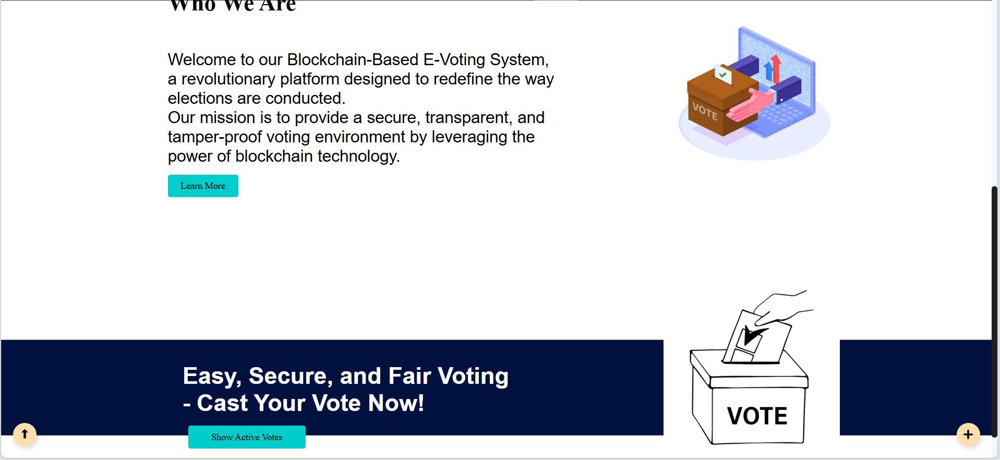 Who We Are
Welcome to our Blockchain-Based E-Voting System,
a revolutionary platform designed to redefine the way
elections are conducted.
Our mission is to provide a secure, transparent, and
tamper-proof voting environment by leveraging the
power of blockchain technology.
Learn More
VOTE
Easy, Secure, and Fair Voting
- Cast Your Vote Now!
Show Active Votes
VOTE